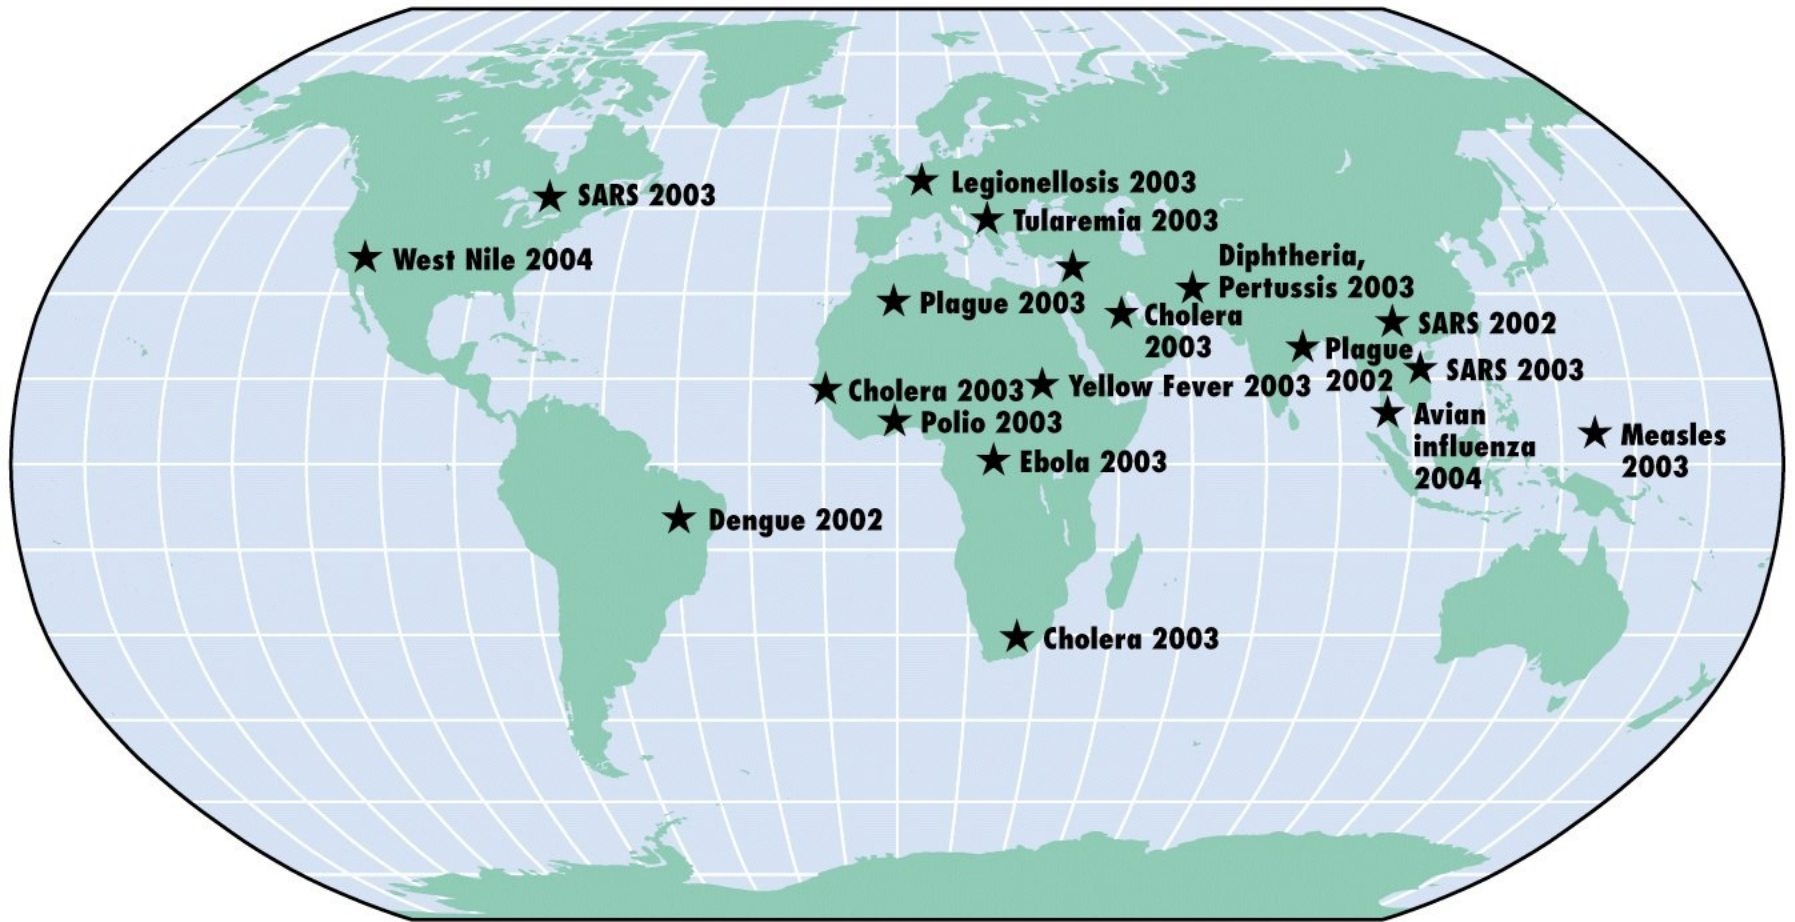 Legionellosis 2003
SARS 2003
Tularemia 2003
West Nile 2004
Diphtheria,
Pertussis 2003
Plague 2003
Cholera
2003
SARS 2002
Plague
2002
SARS 2003
Cholera 2003
Yellow Fever 2003
Polio 2003
Avian
influenza
2004
Measles
2003
Ebola 2003
Dengue 2002
Cholera 2003